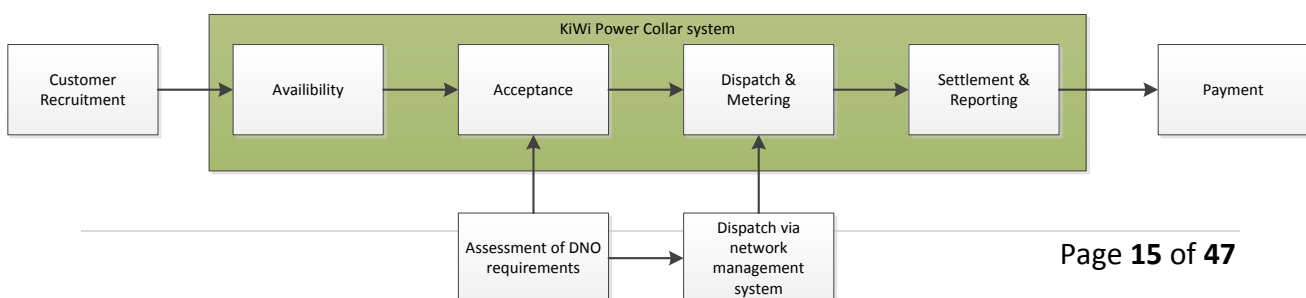 KiWi Power Collar system
Customer
Recruitment
Availibility
Acceptance
Dispatch &
Metering
Settlement &
Reporting
Payment
Assessment of DNO
requirements
Dispatch via
network
management
system
Page 15 of 47